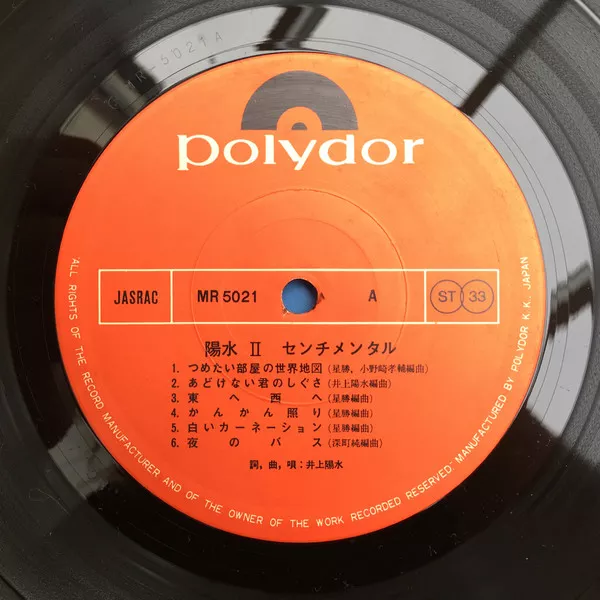 MR-5021A
polydor
JASRAC MR 5021 A ST 33
陽水 II センチメンタル
1. つめたい部屋の世界地図(星勝, 小野崎孝輔編曲)
2. あどけない君のしぐさ(井上陽水編曲)
3. 東へ西へ(星勝編曲)
4. かんかん照り(星勝編曲)
5. 白いカーネーション(星勝編曲)
6. 夜のバス(深町純編曲)
詞, 曲, 唄:井上陽水
ALL RIGHTS OF THE RECORD MANUFACTURER AND OF THE OWNER OF THE WORK RECORDED RESERVED MANUFACTURED BY POLYDOR K.K., JAPAN